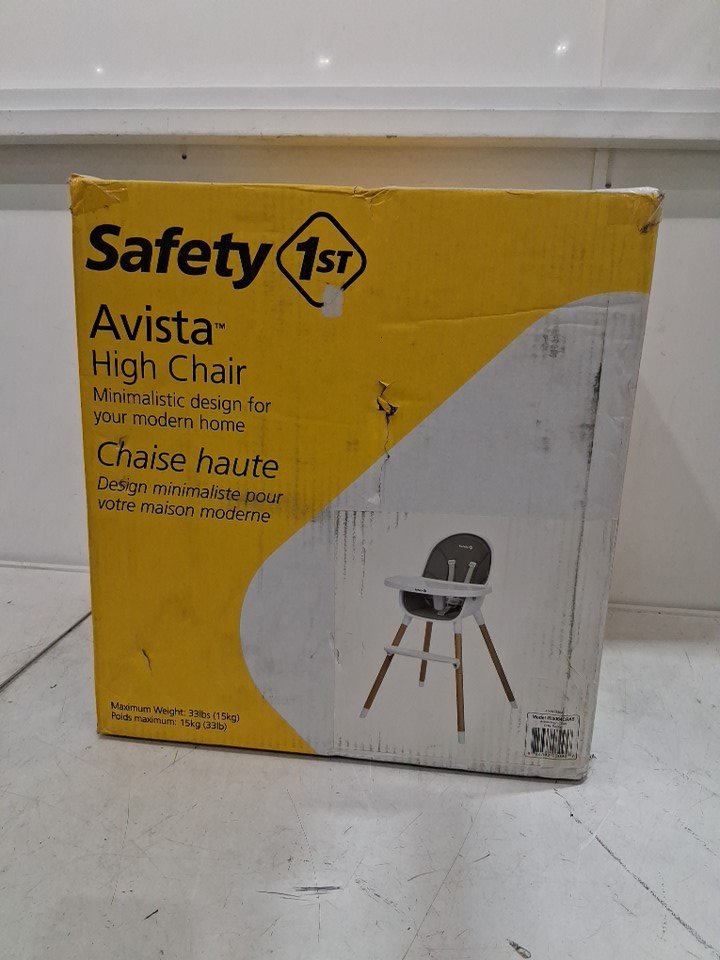 Safety 1ST
Avista™
High Chair
Minimalistic design for
your modern home
Chaise haute
Design minimaliste pour
votre maison moderne
Maximum Weight: 33lbs (15kg)
Poids maximum: 15kg (33lb)